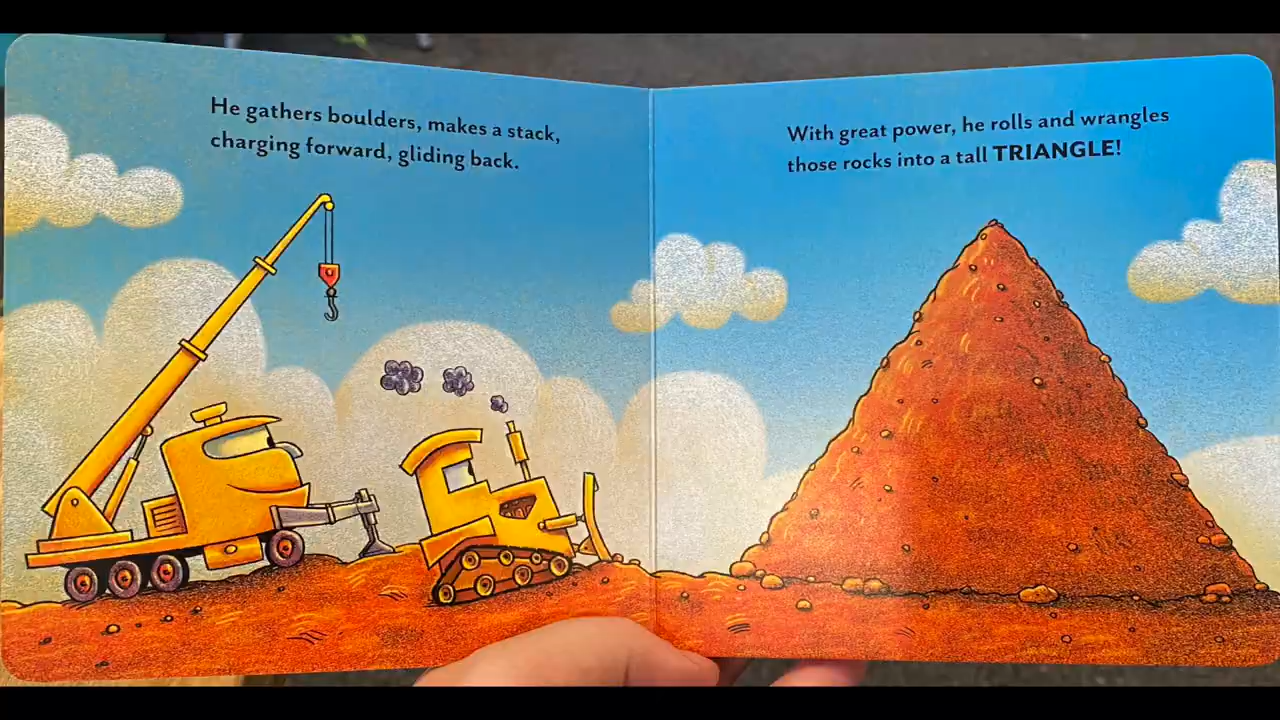 He gathers boulders, makes a stack,
charging forward, gliding back.
With great power, he rolls and wrangles
those rocks into a tall TRIANGLE!